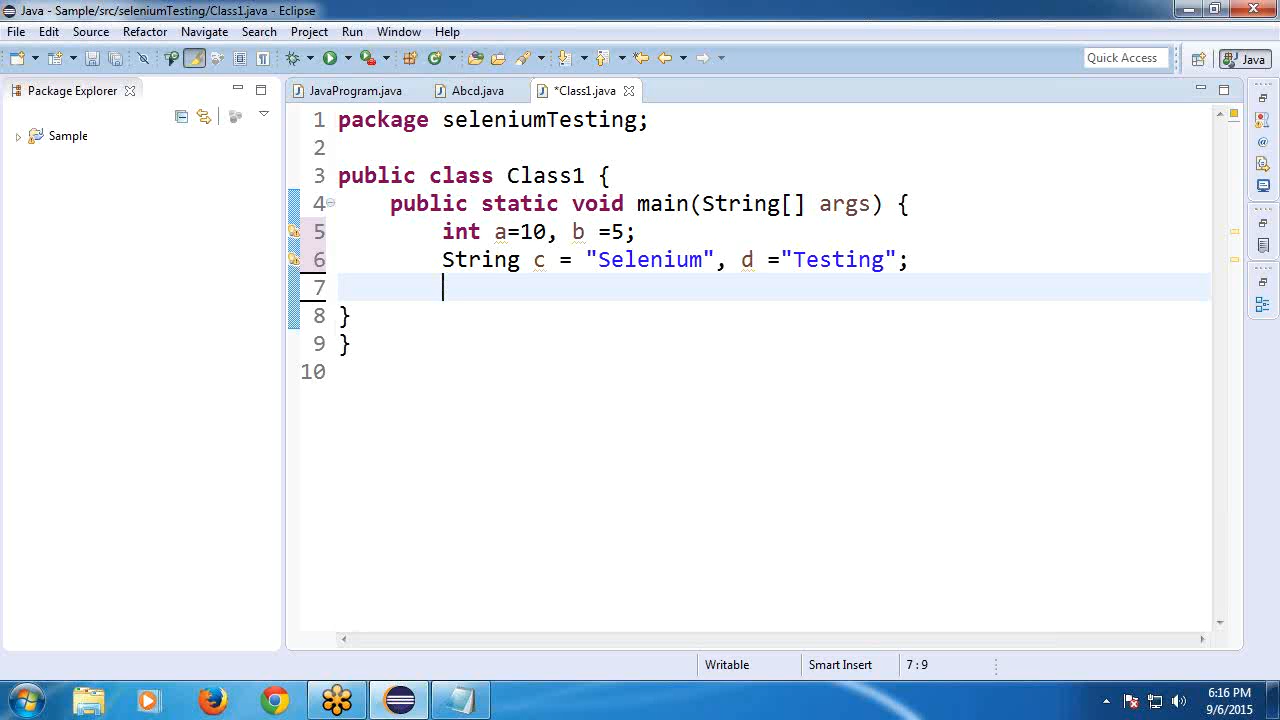 Java - Sample/src/seleniumTesting/Class1.java - Eclipse
File Edit Source Refactor Navigate Search Project Run Window Help
Quick Access
Java
Package Explorer
JavaProgram.java Abcd.java *Class1.java
Sample
1 package seleniumTesting;
2
3 public class Class1 {
4 public static void main(String[] args) {
5 int a=10, b =5;
6 String c = "Selenium", d ="Testing";
7
8 }
9 }
10
Writable Smart Insert 7 : 9
6:16 PM
9/6/2015